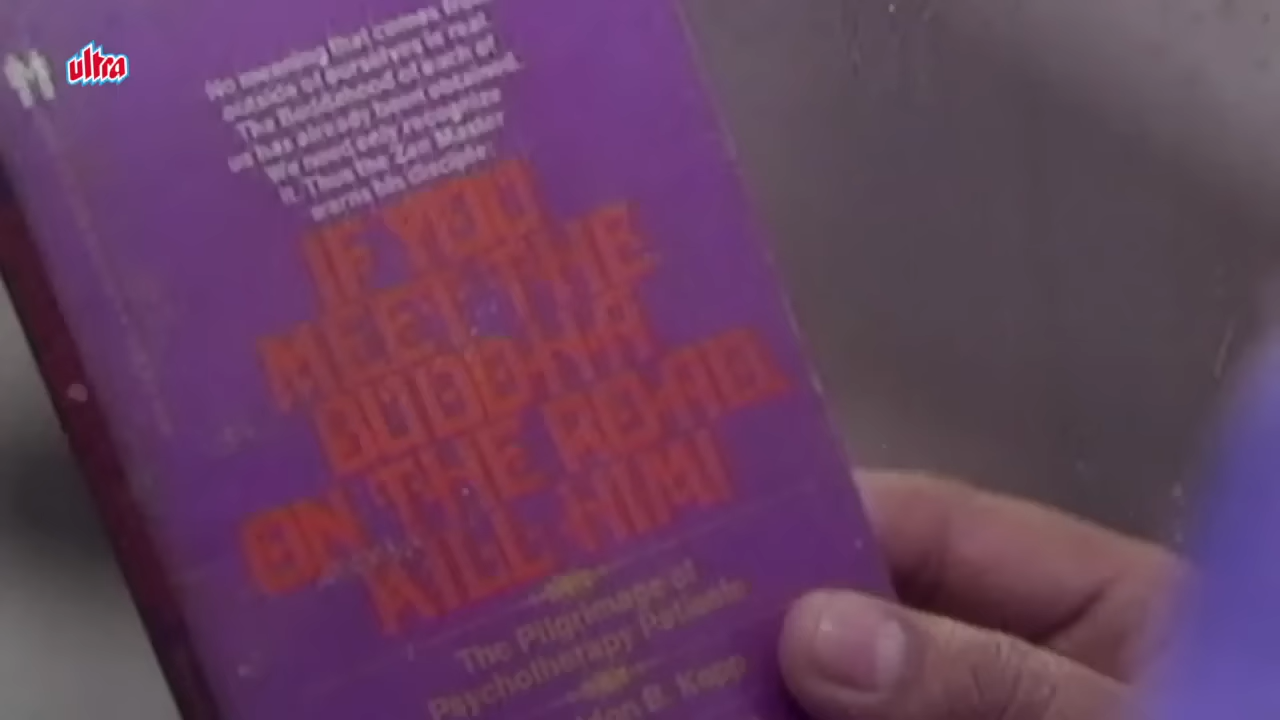 ultra
No meaning that comes from
outside of ourselves is real.
The Buddahood of each of
us has already been obtained.
We need only recognize
it. Thus the Zen Master
warns his disciple:
IF YOU
MEET THE
BUDDHA
ON THE ROAD,
KILL HIM!
The Pilgrimage of
Psychotherapy Patients
B. Kopp